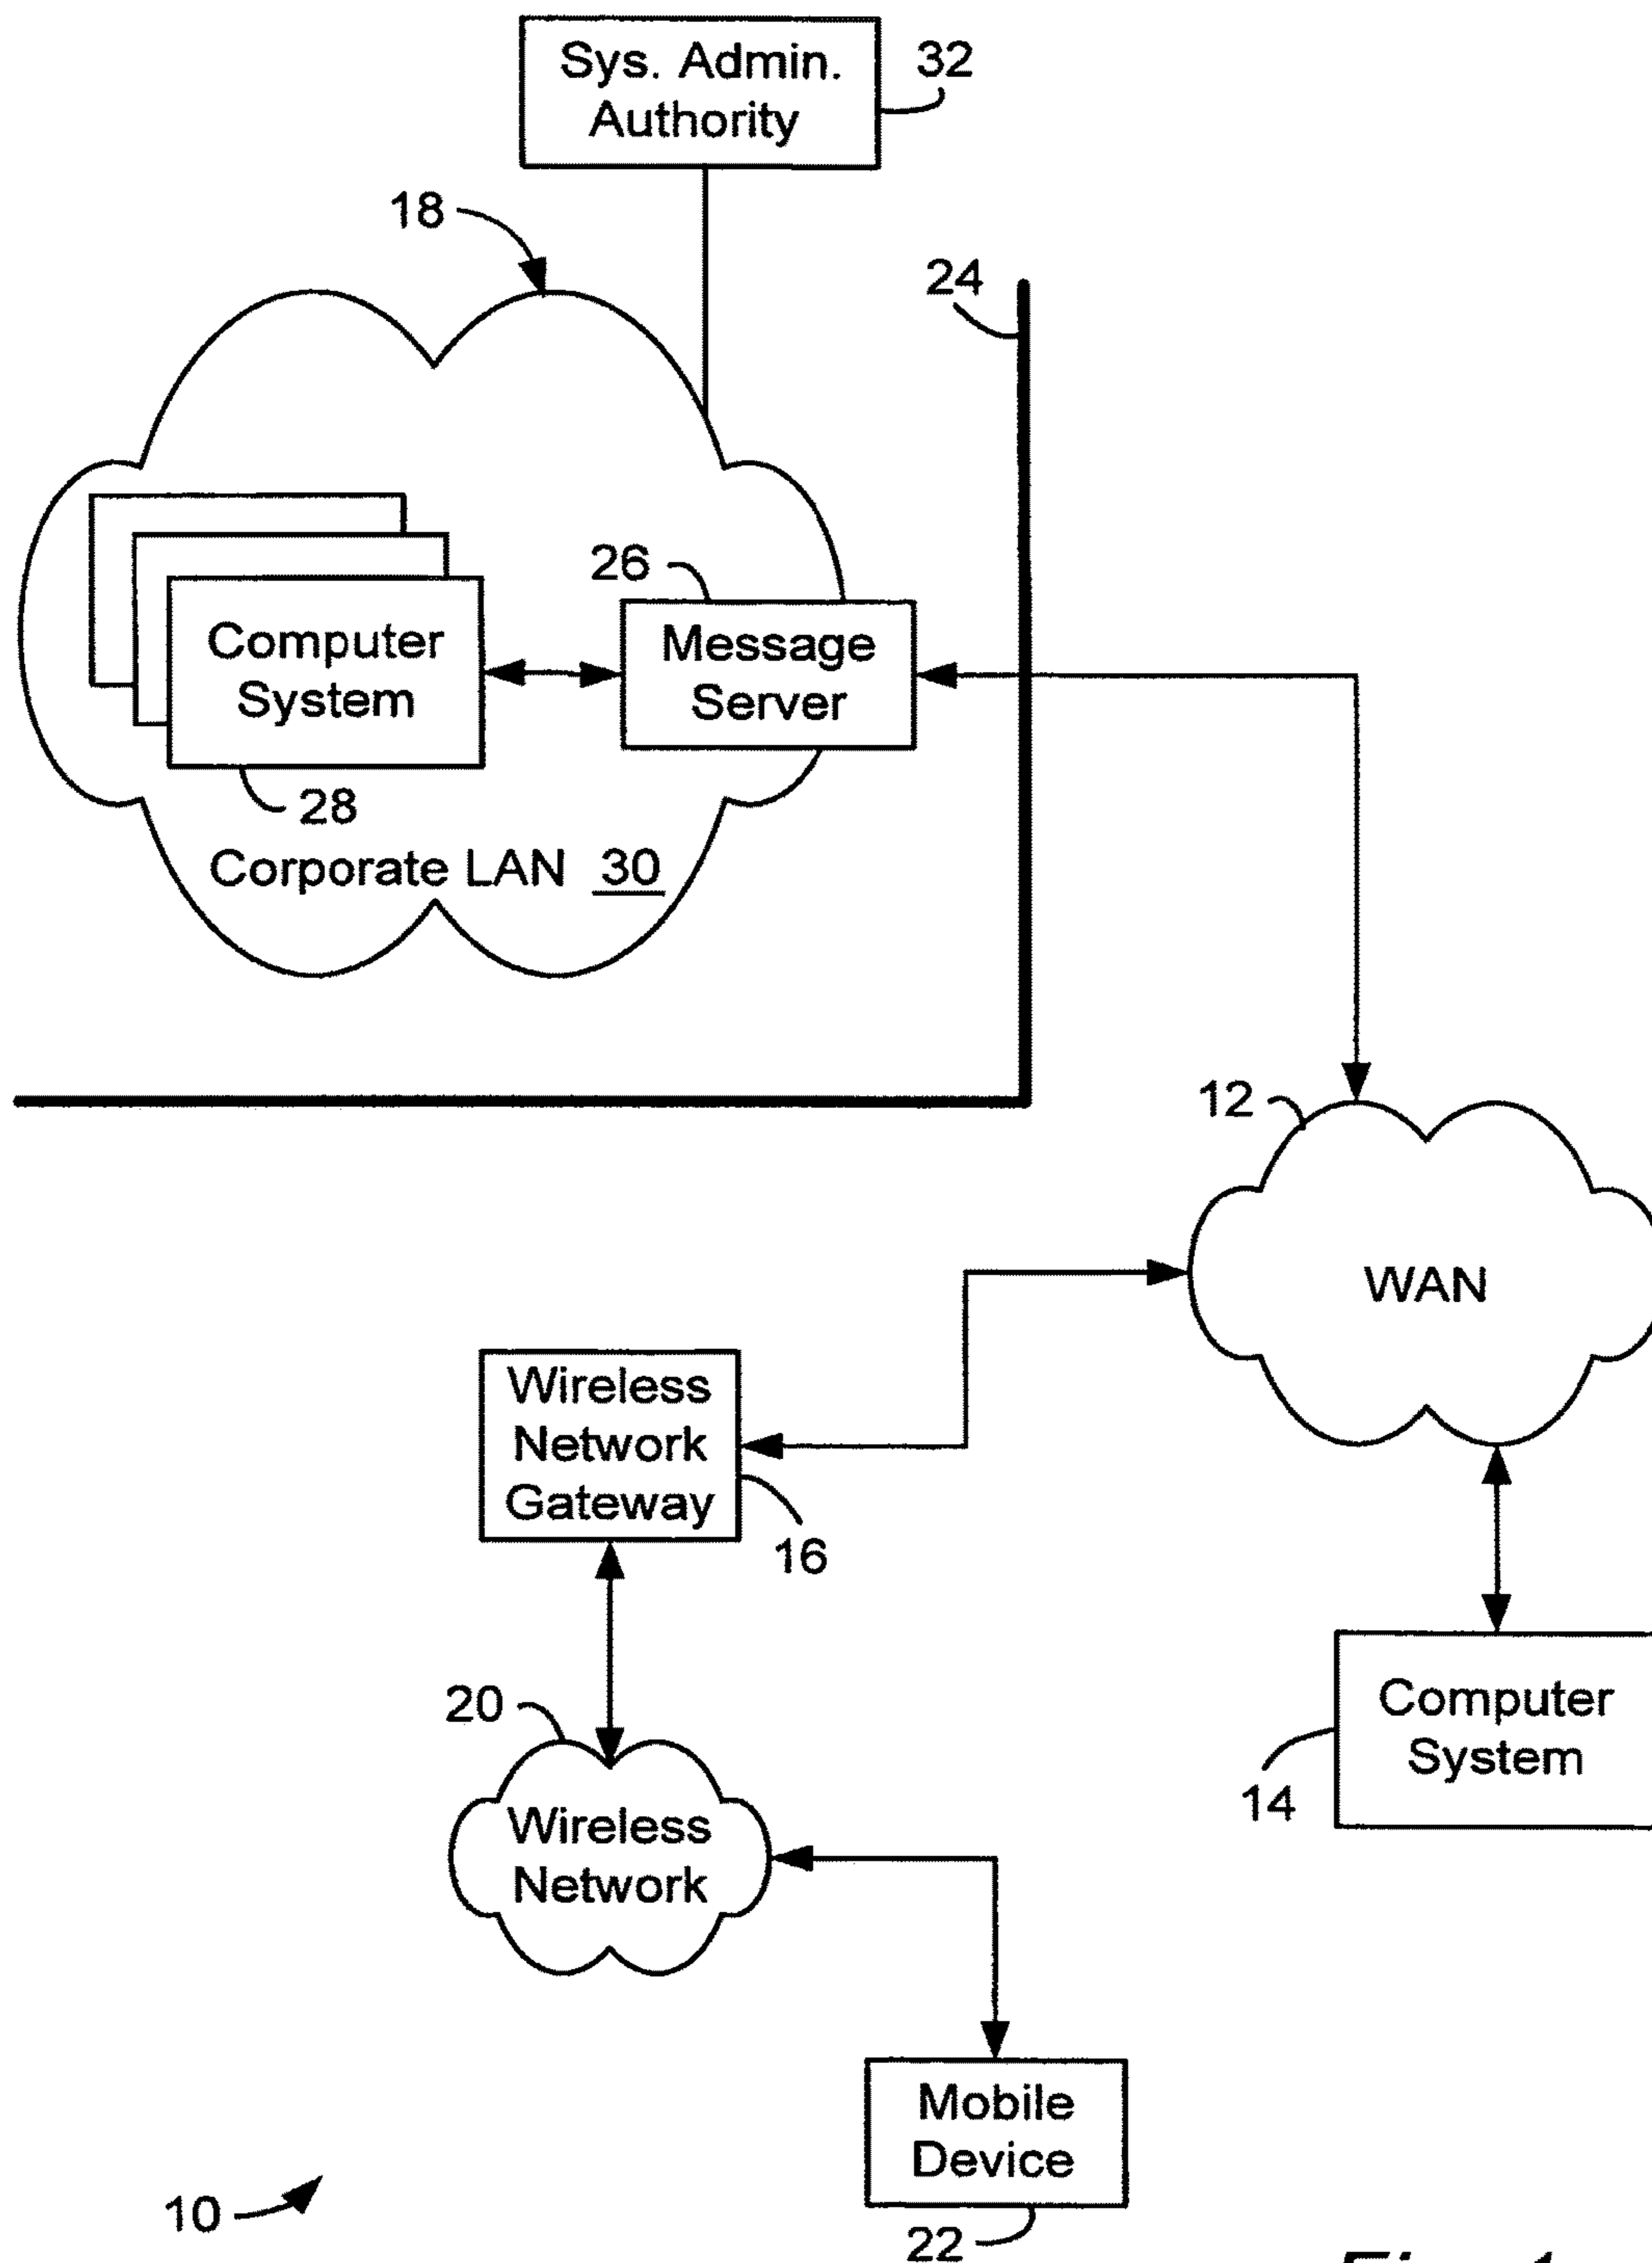 Sys. Admin.
Authority
32
18
24
26
Computer
System
Message
Server
28
Corporate LAN 30
12
WAN
Wireless
Network
Gateway
16
20
Wireless
Network
Computer
System
14
Mobile
Device
10
22